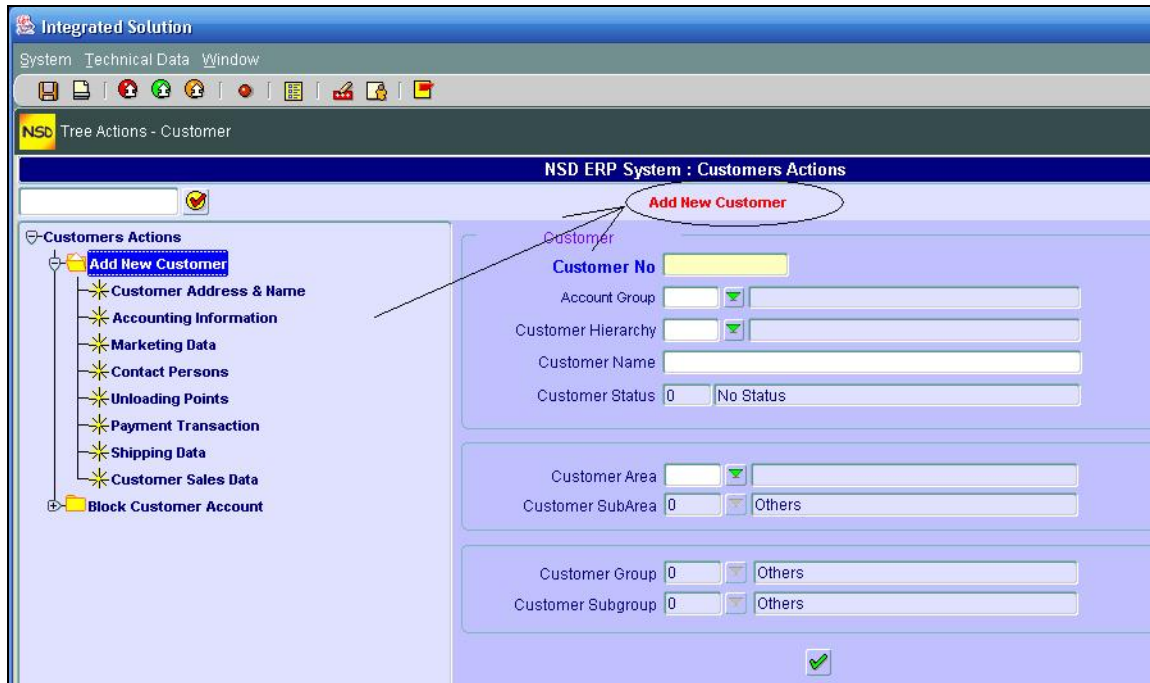 Integrated Solution
System Technical Data Window
NSD Tree Actions - Customer
NSD ERP System : Customers Actions
Add New Customer
Customers Actions
Add New Customer
Customer Address & Name
Accounting Information
Marketing Data
Contact Persons
Unloading Points
Payment Transaction
Shipping Data
Customer Sales Data
Block Customer Account
Customer
Customer No
Account Group
Customer Hierarchy
Customer Name
Customer Status 0 No Status
Customer Area
Customer SubArea 0 Others
Customer Group 0 Others
Customer Subgroup 0 Others